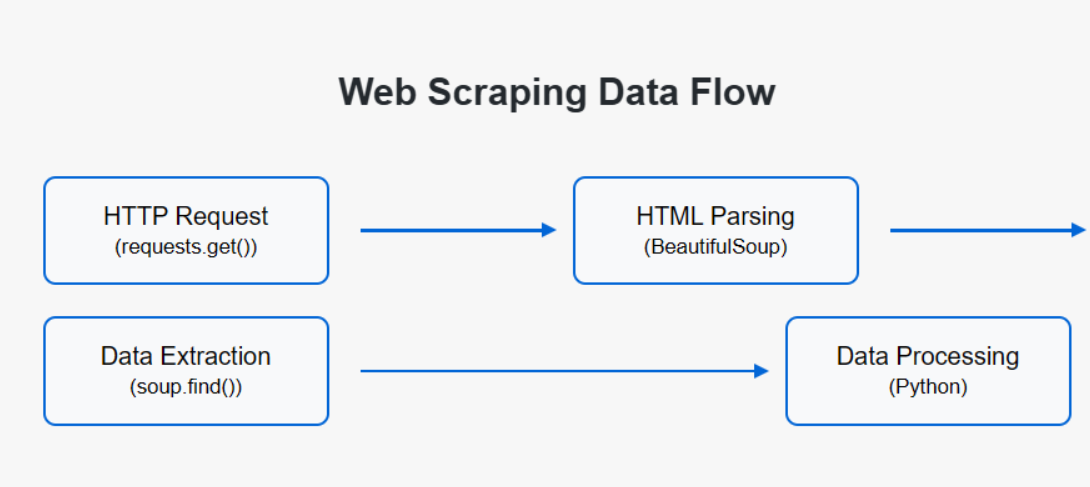 Web Scraping Data Flow
HTTP Request
(requests.get())
HTML Parsing
(BeautifulSoup)
Data Extraction
(soup.find())
Data Processing
(Python)